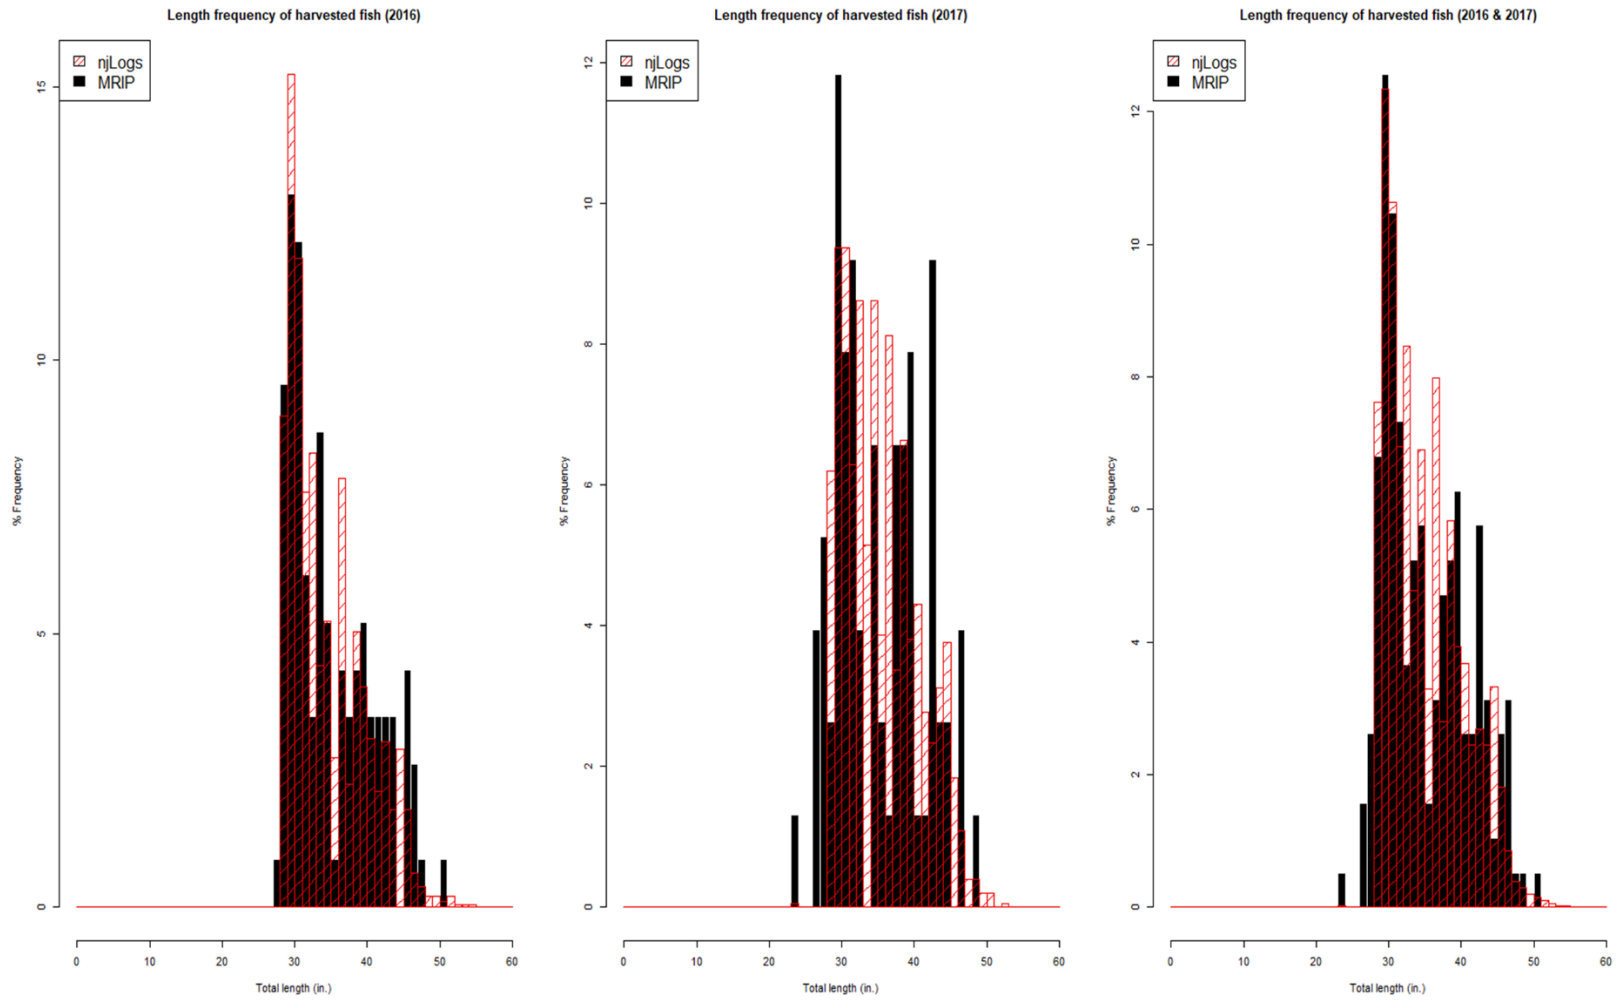 Length frequency of harvested fish (2016)
njLogs
MRIP
15
10
5
0
% Frequency
0 10 20 30 40 50 60
Total length (in.)
Length frequency of harvested fish (2017)
njLogs
MRIP
12
10
8
6
4
2
0
% Frequency
0 10 20 30 40 50 60
Total length (in.)
Length frequency of harvested fish (2016 & 2017)
njLogs
MRIP
12
10
8
6
4
2
0
% Frequency
0 10 20 30 40 50 60
Total length (in.)